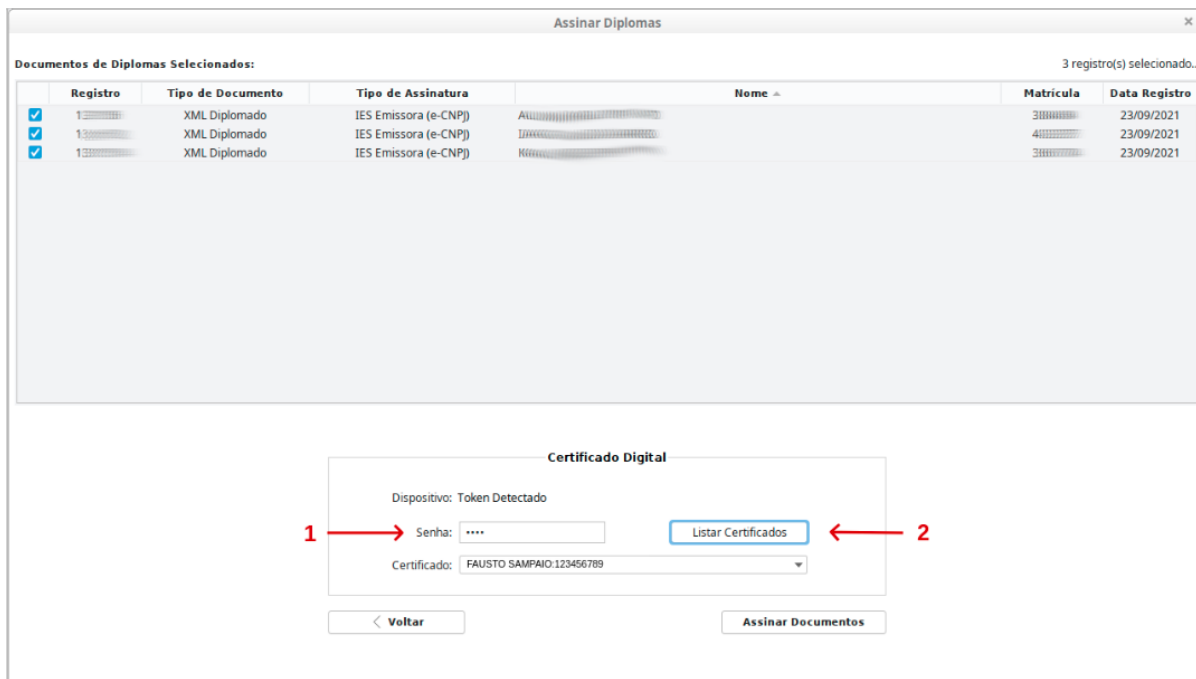 Assinar Diplomas ×
Documentos de Diplomas Selecionados: 3 registro(s) selecionado..
Registro Tipo de Documento Tipo de Assinatura Nome Matrícula Data Registro
XML Diplomado IES Emissora (e-CNPJ) 23/09/2021
XML Diplomado IES Emissora (e-CNPJ) 23/09/2021
XML Diplomado IES Emissora (e-CNPJ) 23/09/2021
Certificado Digital
Dispositivo: Token Detectado
1 Senha: •••• Listar Certificados 2
Certificado: FAUSTO SAMPAIO:123456789
Voltar Assinar Documentos